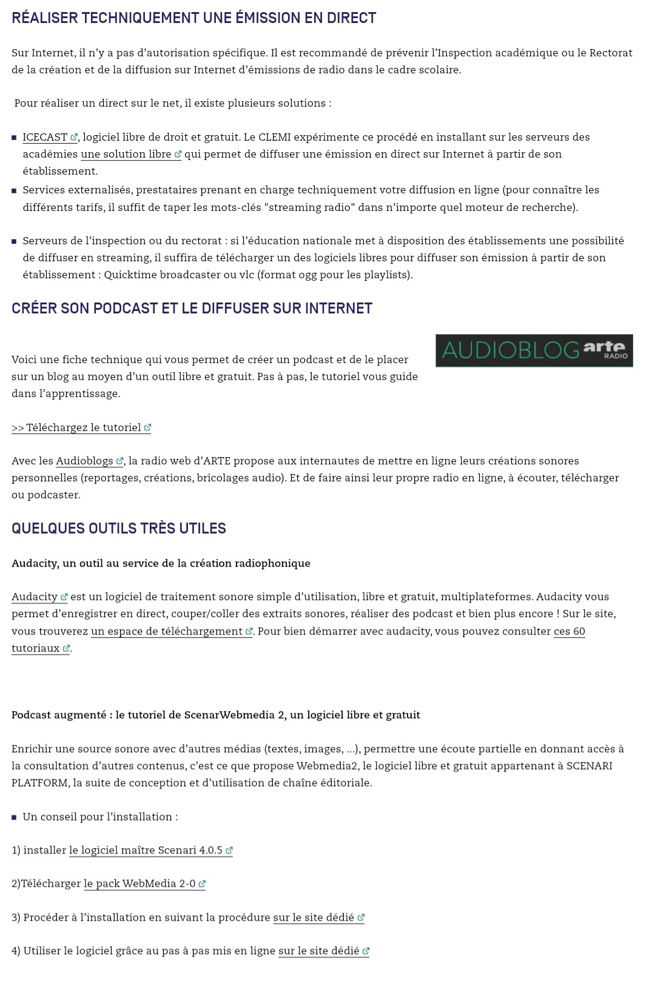 RÉALISER TECHNIQUEMENT UNE ÉMISSION EN DIRECT
Sur Internet, il n’y a pas d’autorisation spécifique. Il est recommandé de prévenir l’Inspection académique ou le Rectorat
de la création et de la diffusion sur Internet d’émissions de radio dans le cadre scolaire.
Pour réaliser un direct sur le net, il existe plusieurs solutions :
ICECAST, logiciel libre de droit et gratuit. Le CLEMI expérimente ce procédé en installant sur les serveurs des
académies une solution libre qui permet de diffuser une émission en direct sur Internet à partir de son
établissement.
Services externalisés, prestataires prenant en charge techniquement votre diffusion en ligne (pour connaître les
différents tarifs, il suffit de taper les mots-clés "streaming radio" dans n’importe quel moteur de recherche).
Serveurs de l’inspection ou du rectorat : si l’éducation nationale met à disposition des établissements une possibilité
de diffuser en streaming, il suffira de télécharger un des logiciels libres pour diffuser son émission à partir de son
établissement : Quicktime broadcaster ou vlc (format ogg pour les playlists).
CRÉER SON PODCAST ET LE DIFFUSER SUR INTERNET
AUDIOBLOG arte
RADIO
Voici une fiche technique qui vous permet de créer un podcast et de le placer
sur un blog au moyen d’un outil libre et gratuit. Pas à pas, le tutoriel vous guide
dans l’apprentissage.
>> Téléchargez le tutoriel
Avec les Audioblogs, la radio web d’ARTE propose aux internautes de mettre en ligne leurs créations sonores
personnelles (reportages, créations, bricolages audio). Et de faire ainsi leur propre radio en ligne, à écouter, télécharger
ou podcaster.
QUELQUES OUTILS TRÈS UTILES
Audacity, un outil au service de la création radiophonique
Audacity est un logiciel de traitement sonore simple d’utilisation, libre et gratuit, multiplateformes. Audacity vous
permet d’enregistrer en direct, couper/coller des extraits sonores, réaliser des podcast et bien plus encore ! Sur le site,
vous trouverez un espace de téléchargement. Pour bien démarrer avec audacity, vous pouvez consulter ces 60
tutoriaux.
Podcast augmenté : le tutoriel de ScenarWebmedia 2, un logiciel libre et gratuit
Enrichir une source sonore avec d’autres médias (textes, images, ...), permettre une écoute partielle en donnant accès à
la consultation d’autres contenus, c’est ce que propose Webmedia2, le logiciel libre et gratuit appartenant à SCENARI
PLATFORM, la suite de conception et d’utilisation de chaîne éditoriale.
Un conseil pour l’installation :
1) installer le logiciel maître Scenari 4.0.5
2)Télécharger le pack WebMedia 2-0
3) Procéder à l’installation en suivant la procédure sur le site dédié
4) Utiliser le logiciel grâce au pas à pas mis en ligne sur le site dédié